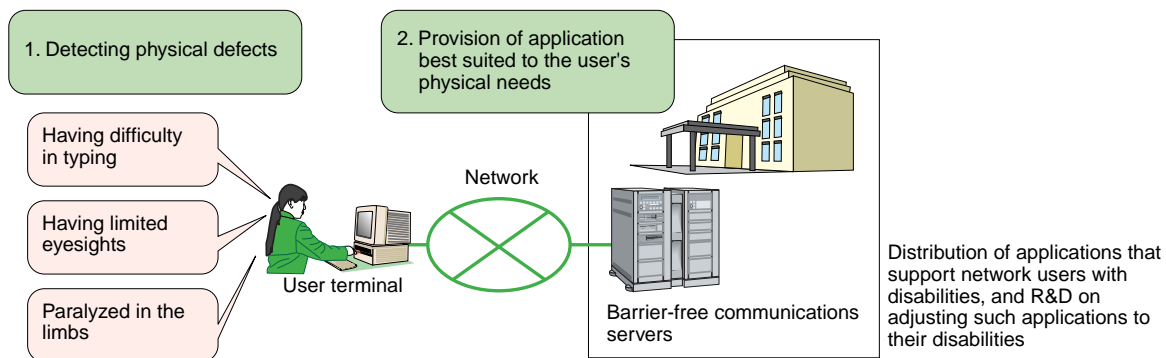 1. Detecting physical defects
2. Provision of application
best suited to the user's
physical needs
Having difficulty
in typing
Having limited
eyesights
Paralyzed in the
limbs
Network
User terminal
Barrier-free communications
servers
Distribution of applications that
support network users with
disabilities, and R&D on
adjusting such applications to
their disabilities